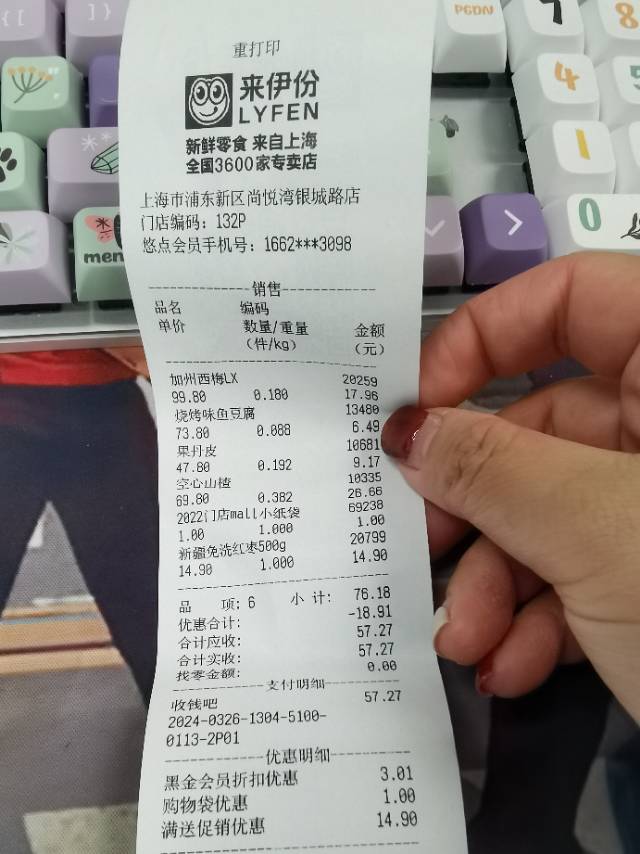 重打印
来伊份
LYFEN
新鲜零食 来自上海
全国3600家专卖店
上海市浦东新区尚悦湾银城路店
门店编码：132P
悠点会员手机号：1662***3098
销售
品名 编码
单价 数量/重量 金额
（件/kg） （元）
加州西梅LX 20259
99.80 0.180 17.96
烧烤味鱼豆腐 13480
73.80 0.088 6.49
果丹皮 10681
47.80 0.192 9.17
空心山楂 10335
69.80 0.382 26.66
2022门店mall小纸袋 69238
1.00 1.000 1.00
新疆免洗红枣500g 20799
14.90 1.000 14.90
品 项：6 小 计： 76.18
优惠合计： -18.91
合计应收： 57.27
合计实收： 57.27
找零金额： 0.00
支付明细
收钱吧 57.27
2024-0326-1304-5100-
0113-2P01
优惠明细
黑金会员折扣优惠 3.01
购物袋优惠 1.00
满送促销优惠 14.90
PGDN
7
8
4
5
1
0
men